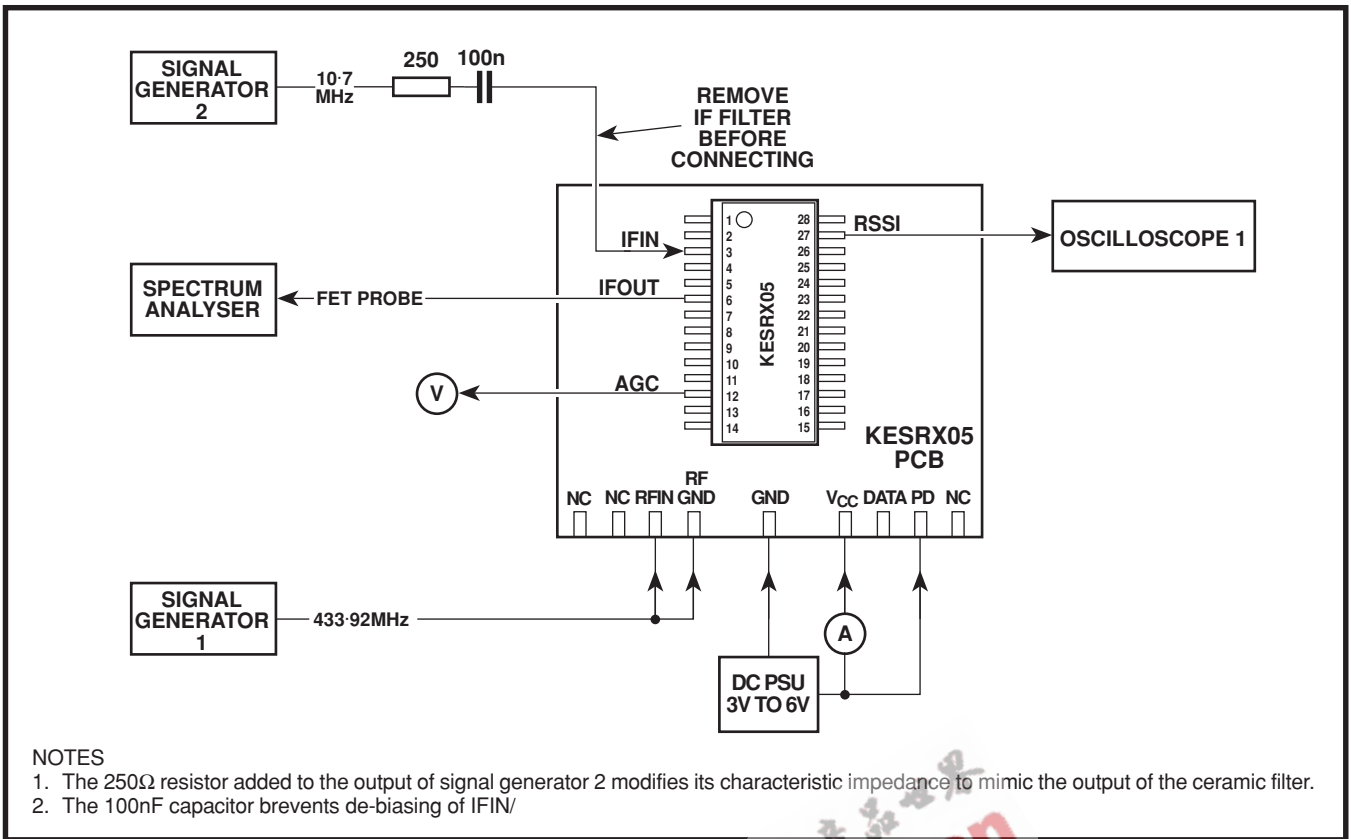 SIGNAL
GENERATOR
2
10·7
MHz
250
100n
REMOVE
IF FILTER
BEFORE
CONNECTING
IFIN
IFOUT
AGC
RSSI
OSCILLOSCOPE 1
SPECTRUM
ANALYSER
FET PROBE
V
KESRX05
1
2
3
4
5
6
7
8
9
10
11
12
13
14
28
27
26
25
24
23
22
21
20
19
18
17
16
15
KESRX05
PCB
NC
NC
RFIN
RF
GND
GND
VCC
DATA
PD
NC
SIGNAL
GENERATOR
1
433·92MHz
A
DC PSU
3V TO 6V
NOTES
1. The 250Ω resistor added to the output of signal generator 2 modifies its characteristic impedance to mimic the output of the ceramic filter.
2. The 100nF capacitor brevents de-biasing of IFIN/